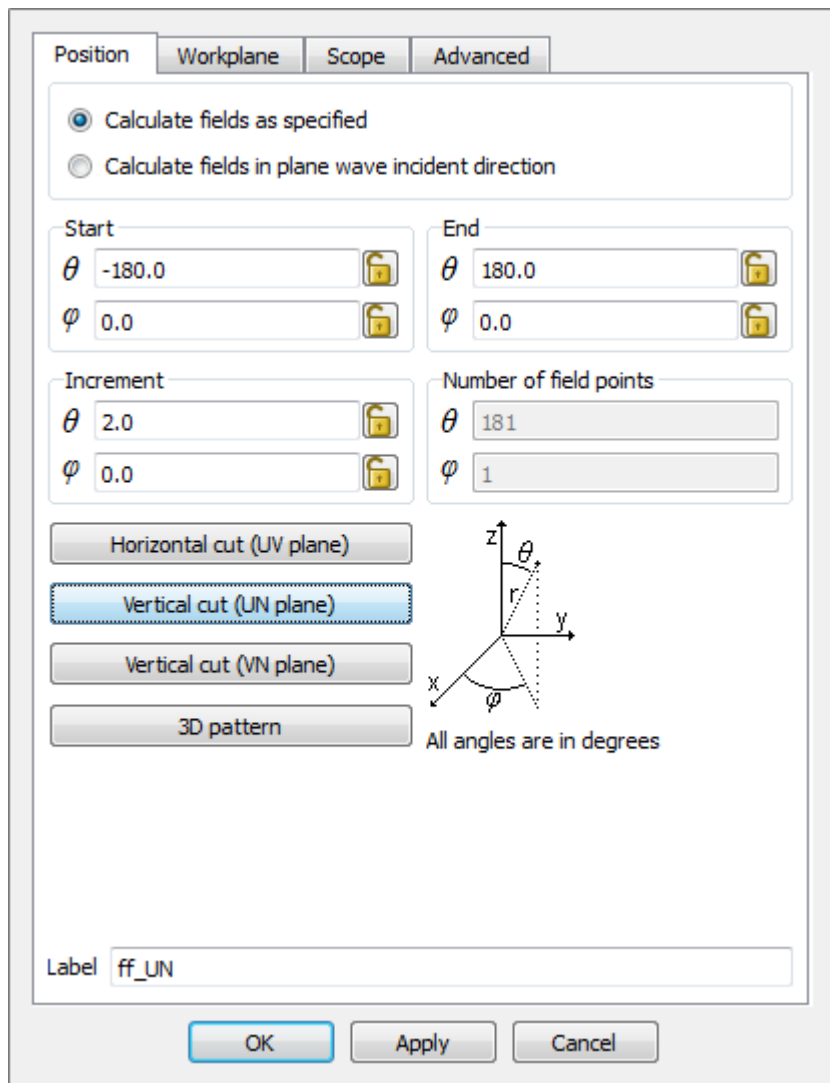 Position Workplane Scope Advanced
Calculate fields as specified
Calculate fields in plane wave incident direction
Start
θ -180.0
φ 0.0
End
θ 180.0
φ 0.0
Increment
θ 2.0
φ 0.0
Number of field points
θ 181
φ 1
Horizontal cut (UV plane)
Vertical cut (UN plane)
Vertical cut (VN plane)
3D pattern
z
θ
r
y
x
φ
All angles are in degrees
Label ff_UN
OK Apply Cancel